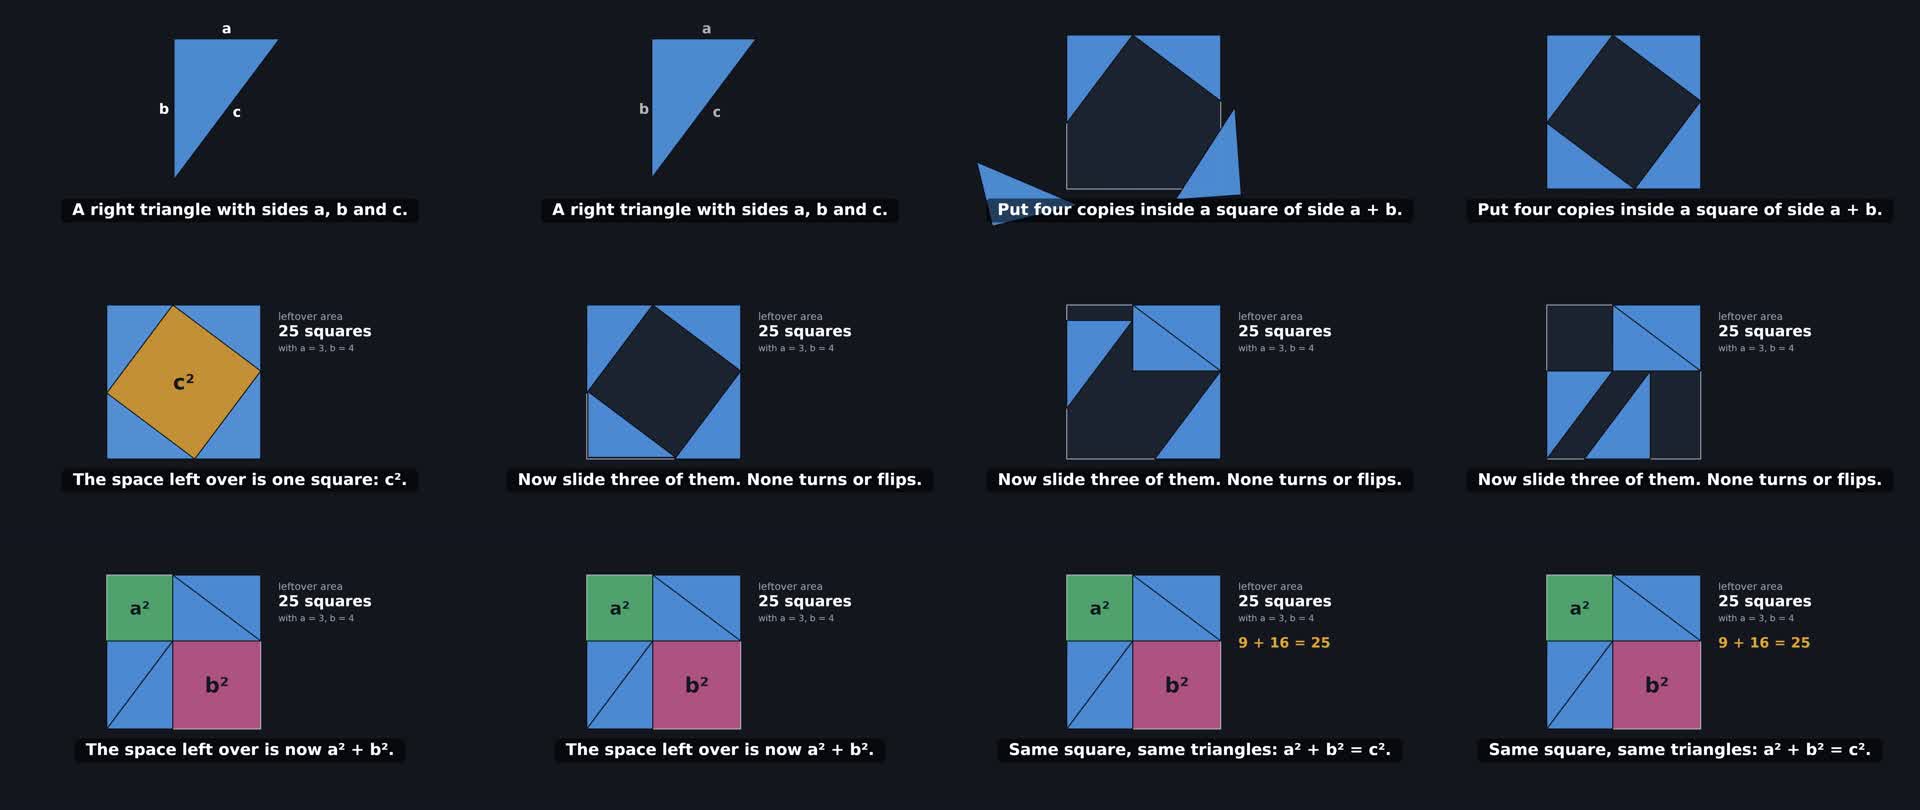 a
b
c
A right triangle with sides a, b and c.
a
b
c
A right triangle with sides a, b and c.
Put four copies inside a square of side a + b.
Put four copies inside a square of side a + b.
c²
leftover area
25 squares
with a = 3, b = 4
The space left over is one square: c².
leftover area
25 squares
with a = 3, b = 4
Now slide three of them. None turns or flips.
leftover area
25 squares
with a = 3, b = 4
Now slide three of them. None turns or flips.
leftover area
25 squares
with a = 3, b = 4
Now slide three of them. None turns or flips.
a²
b²
leftover area
25 squares
with a = 3, b = 4
The space left over is now a² + b².
a²
b²
leftover area
25 squares
with a = 3, b = 4
The space left over is now a² + b².
a²
b²
leftover area
25 squares
with a = 3, b = 4
9 + 16 = 25
Same square, same triangles: a² + b² = c².
a²
b²
leftover area
25 squares
with a = 3, b = 4
9 + 16 = 25
Same square, same triangles: a² + b² = c².